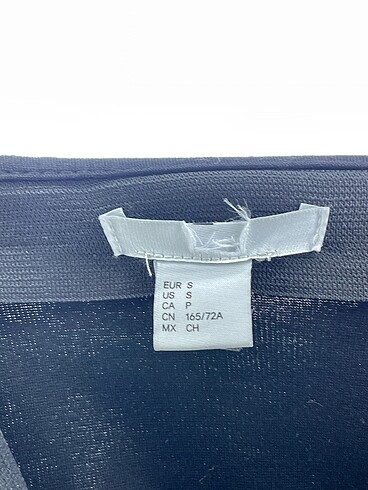 EUR S
US S
CA P
CN 165/72A
MX CH